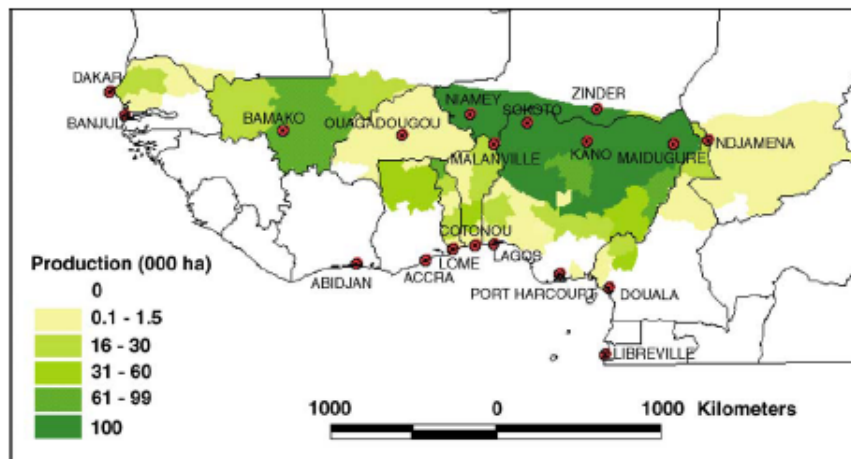 DAKAR
BANJUL
BAMAKO
OUAGADOUGOU
NIAMEY
SOKOTO
ZINDER
MALANVILLE
KANO
MAIDUGURE
NDJAMENA
COTONOU
LAGOS
LOME
ACCRA
ABIDJAN
PORT HARCOURT
DOUALA
LIBREVILLE
Production (000 ha)
0
0.1 - 1.5
16 - 30
31 - 60
61 - 99
100
1000 0 1000 Kilometers